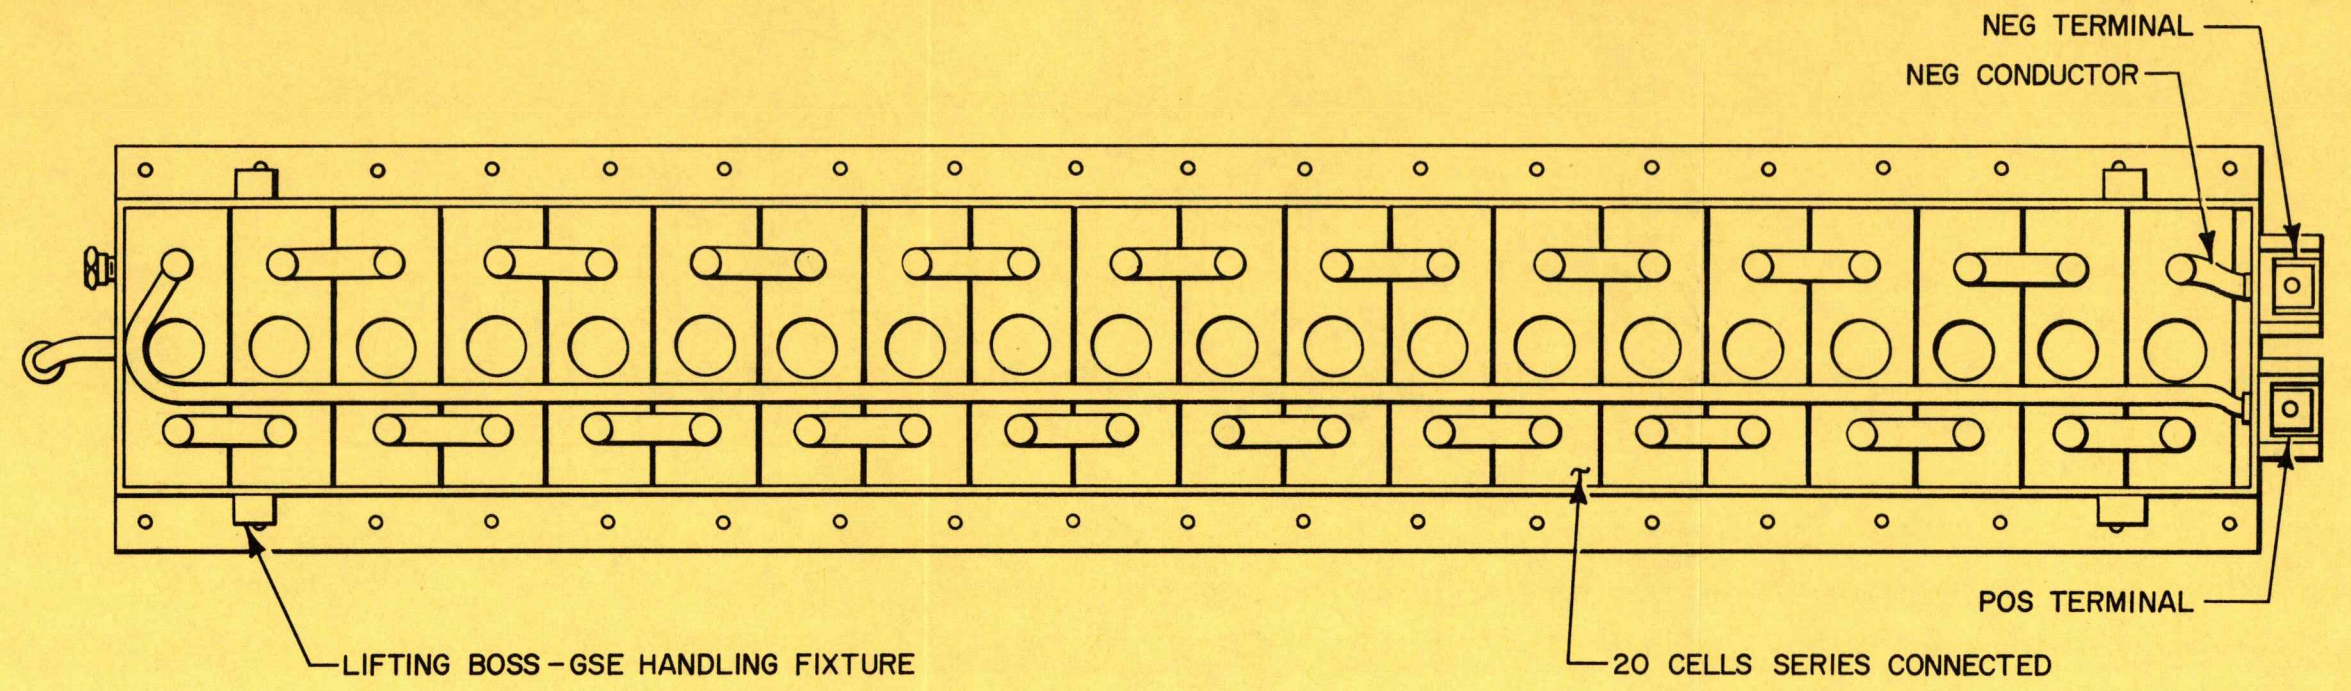 NEG TERMINAL
NEG CONDUCTOR
POS TERMINAL
LIFTING BOSS-GSE HANDLING FIXTURE
20 CELLS SERIES CONNECTED